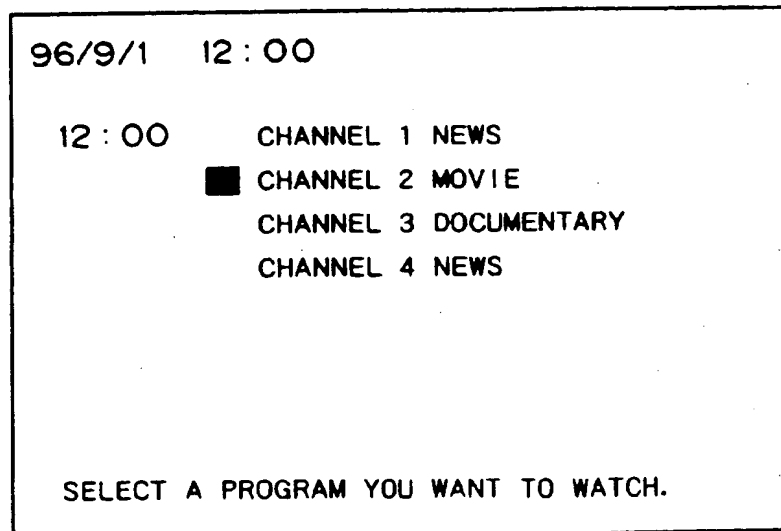 96/9/1 12:00
12:00 CHANNEL 1 NEWS
CHANNEL 2 MOVIE
CHANNEL 3 DOCUMENTARY
CHANNEL 4 NEWS
SELECT A PROGRAM YOU WANT TO WATCH.